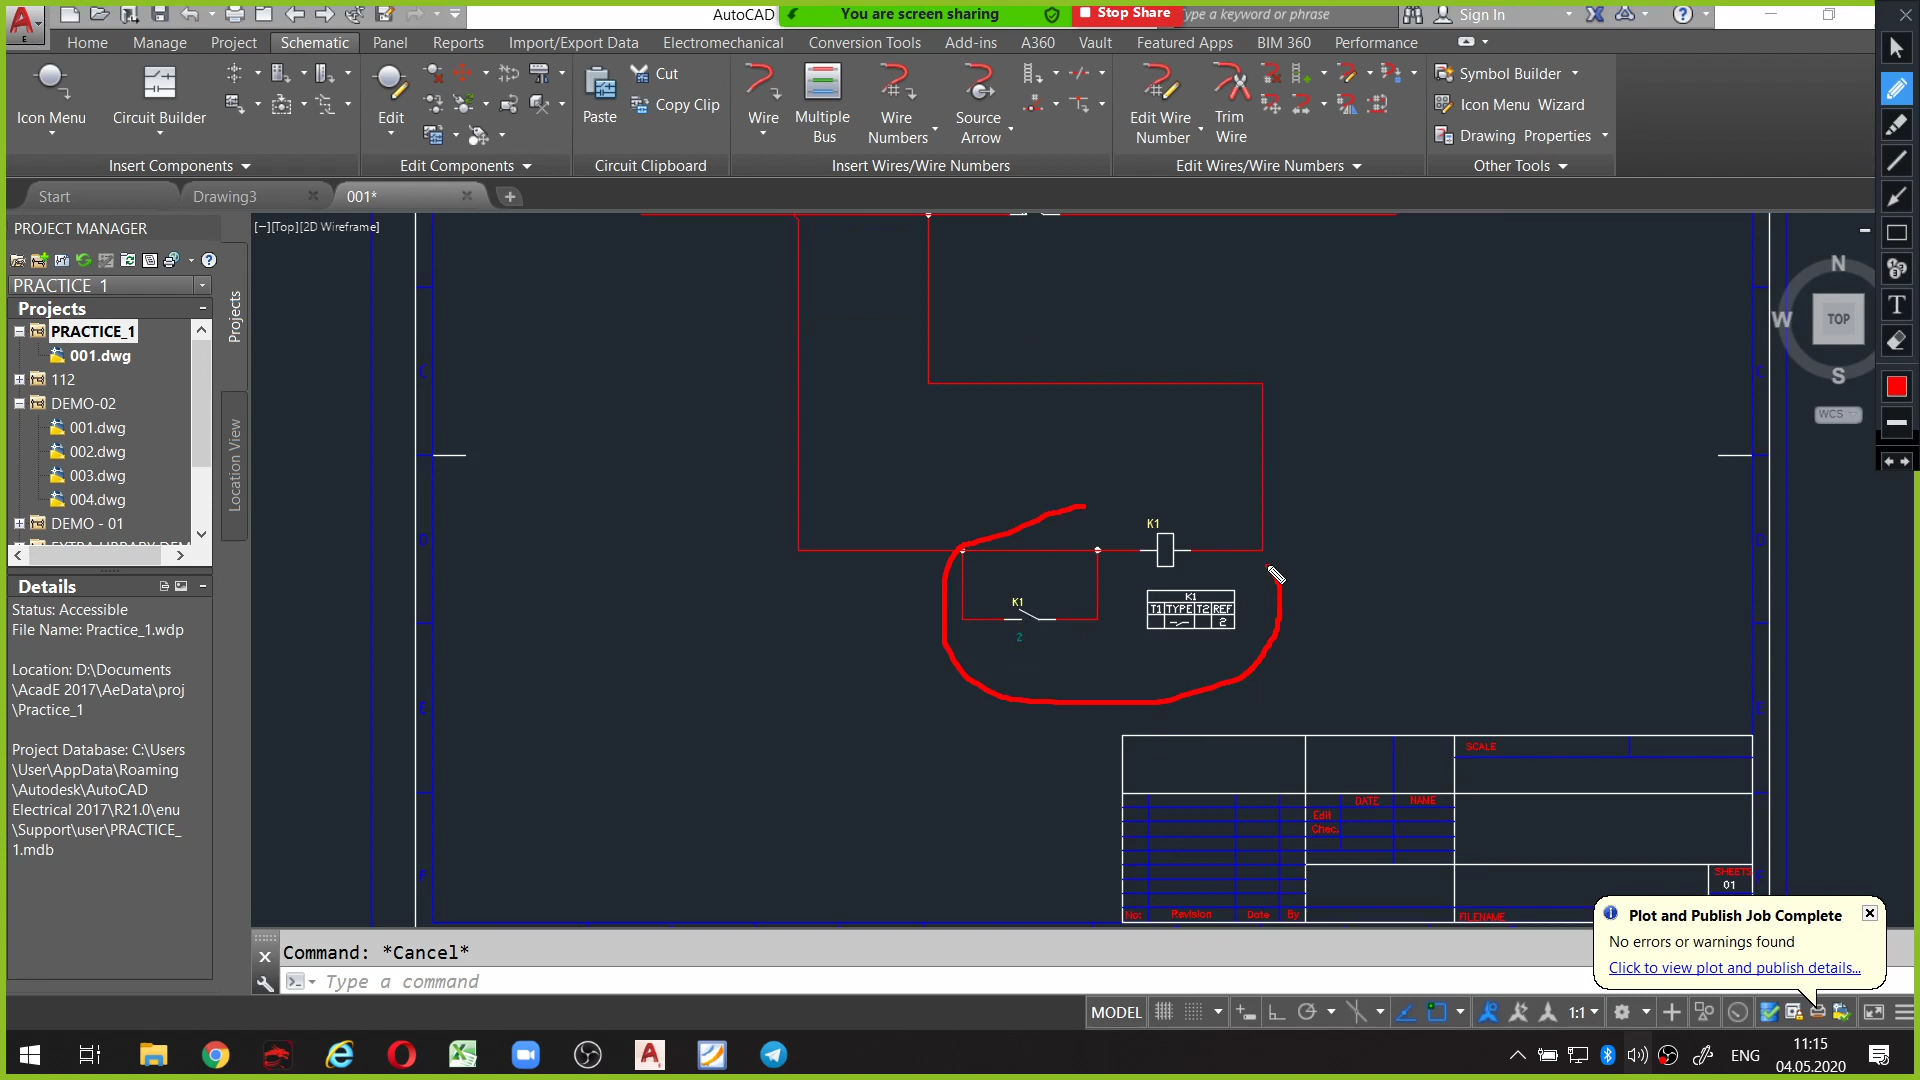 AutoCAD
You are screen sharing
Stop Share
Type a keyword or phrase
Sign In
Home
Manage
Project
Schematic
Panel
Reports
Import/Export Data
Electromechanical
Conversion Tools
Add-ins
A360
Vault
Featured Apps
BIM 360
Performance
Icon Menu
Circuit Builder
Edit
Paste
Cut
Copy Clip
Wire
Multiple Bus
Wire Numbers
Source Arrow
Edit Wire Number
Trim Wire
Symbol Builder
Icon Menu Wizard
Drawing Properties
Insert Components
Edit Components
Circuit Clipboard
Insert Wires/Wire Numbers
Edit Wires/Wire Numbers
Other Tools
Start
Drawing3
001*
PROJECT MANAGER
[−][Top][2D Wireframe]
PRACTICE_1
Projects
PRACTICE_1
001.dwg
112
DEMO-02
001.dwg
002.dwg
003.dwg
004.dwg
DEMO - 01
Projects
Location View
Details
Status: Accessible
File Name: Practice_1.wdp
Location: D:\Documents
\AcadE 2017\AeData\proj
\Practice_1
Project Database: C:\Users
\User\AppData\Roaming
\Autodesk\AutoCAD
Electrical 2017\R21.0\enu
\Support\user\PRACTICE_
1.mdb
N
W
TOP
S
WCS
T
C
C
D
D
E
E
F
F
K1
K1
2
K1
T1 TYPE T2 REF
2
SCALE
DATE NAME
Edit
Chec.
SHEETS
01
No: Revision Date By
FILENAME
Plot and Publish Job Complete
No errors or warnings found
Click to view plot and publish details...
Command: *Cancel*
Type a command
MODEL
1:1
ENG
11:15
04.05.2020